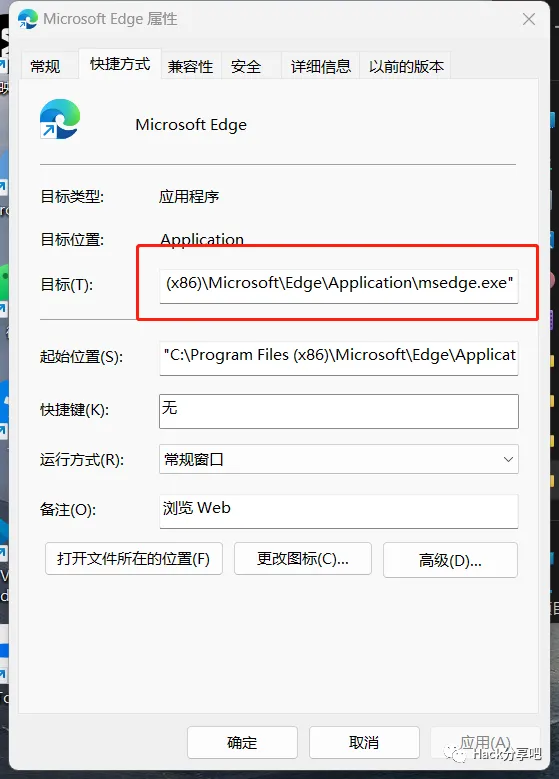 Microsoft Edge 属性
常规 快捷方式 兼容性 安全 详细信息 以前的版本
Microsoft Edge
目标类型: 应用程序
目标位置: Application
目标(T): (x86)\Microsoft\Edge\Application\msedge.exe"
起始位置(S): "C:\Program Files (x86)\Microsoft\Edge\Applicat
快捷键(K): 无
运行方式(R): 常规窗口
备注(O): 浏览 Web
打开文件所在的位置(F) 更改图标(C)... 高级(D)...
确定 取消 应用(A)
Hack分享吧